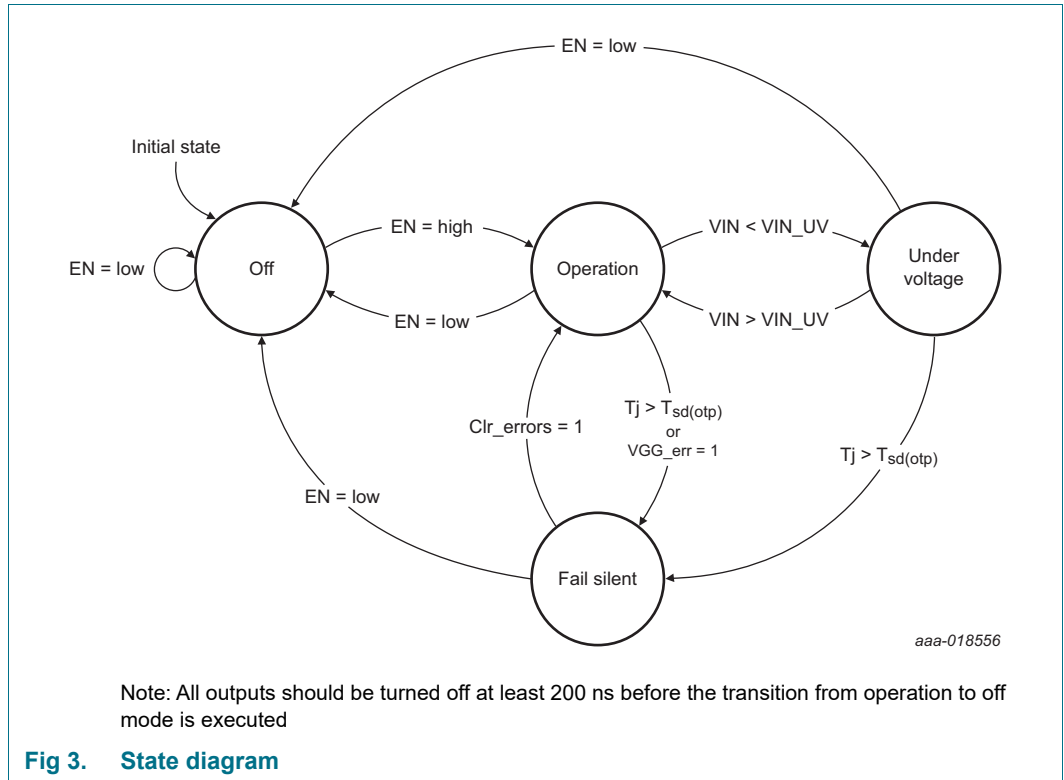 EN = low
Initial state
EN = high
VIN < VIN_UV
EN = low
Off
Operation
Under
voltage
EN = low
VIN > VIN_UV
Clr_errors = 1
Tj > Tsd(otp)
or
VGG_err = 1
Tj > Tsd(otp)
EN = low
Fail silent
aaa-018556
Note: All outputs should be turned off at least 200 ns before the transition from operation to off
mode is executed
Fig 3. State diagram